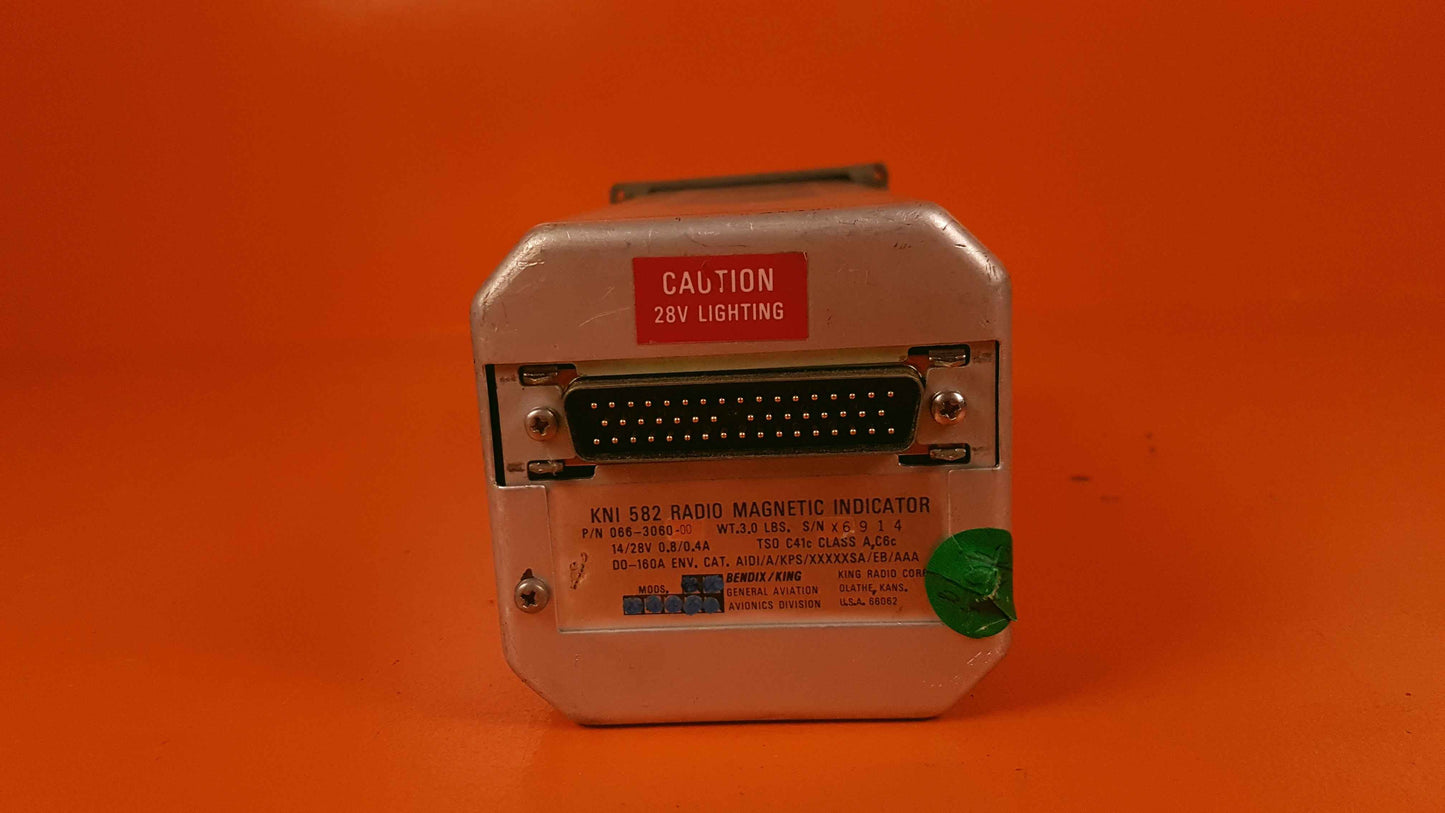 CAUTION
28V LIGHTING
KNI 582 RADIO MAGNETIC INDICATOR
P/N 066-3060-00 WT.3.0 LBS. S/N x6914
14/28V 0.8/0.4A TSO C41c CLASS A,C6c
DO-160A ENV. CAT. AIDI/A/KPS/XXXXXSA/EB/AAA
MODS. BENDIX/KING KING RADIO CORP
GENERAL AVIATION OLATHE, KANS.
AVIONICS DIVISION U.S.A. 66062